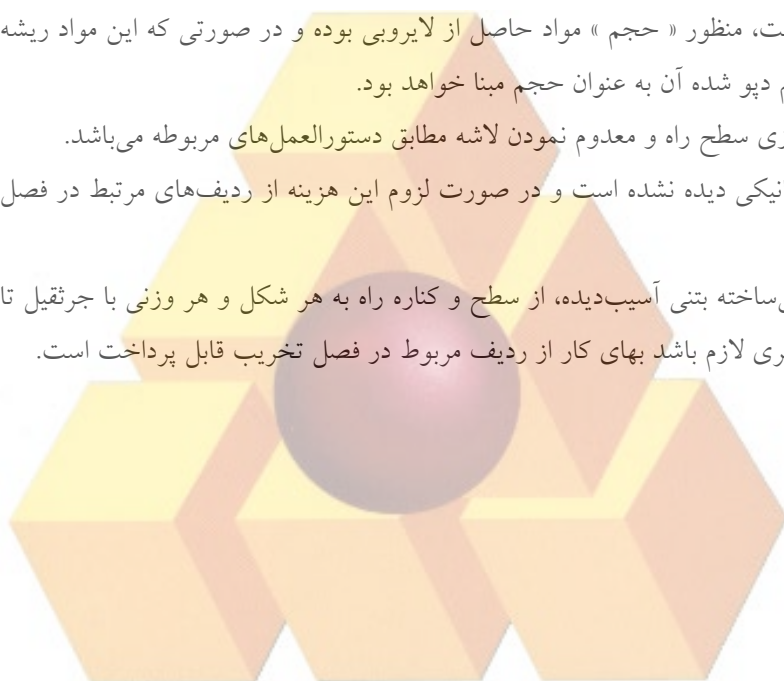 ت، منظور « حجم » مواد حاصل از لایروبی بوده و در صورتی که این مواد ریشه
م دپو شده آن به عنوان حجم مبنا خواهد بود.
ری سطح راه و معدوم نمودن لاشه مطابق دستورالعمل‌های مربوطه می‌باشد.
نیکی دیده نشده است و در صورت لزوم این هزینه از ردیف‌های مرتبط در فصل
ساخته بتنی آسیب‌دیده، از سطح و کناره راه به هر شکل و هر وزنی با جرثقیل تا
ری لازم باشد بهای کار از ردیف مربوط در فصل تخریب قابل پرداخت است.